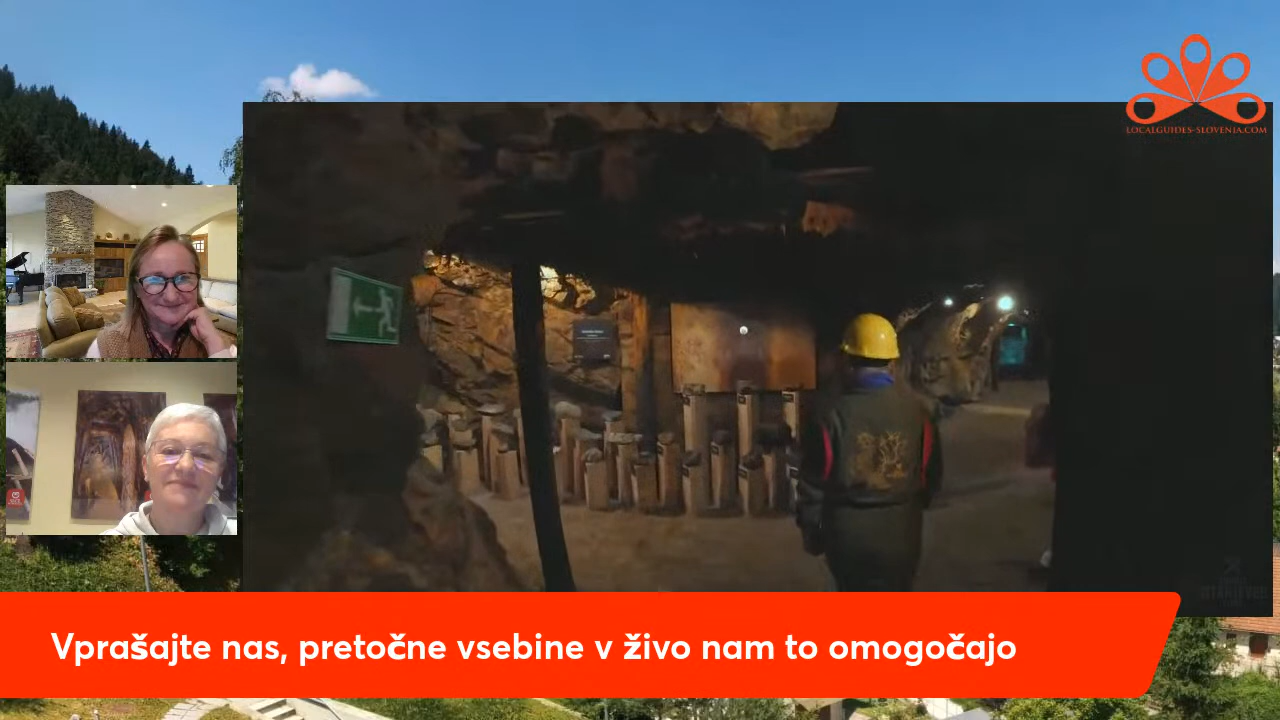 LOCALGUIDES-SLOVENIA.COM
Vprašajte nas, pretočne vsebine v živo nam to omogočajo